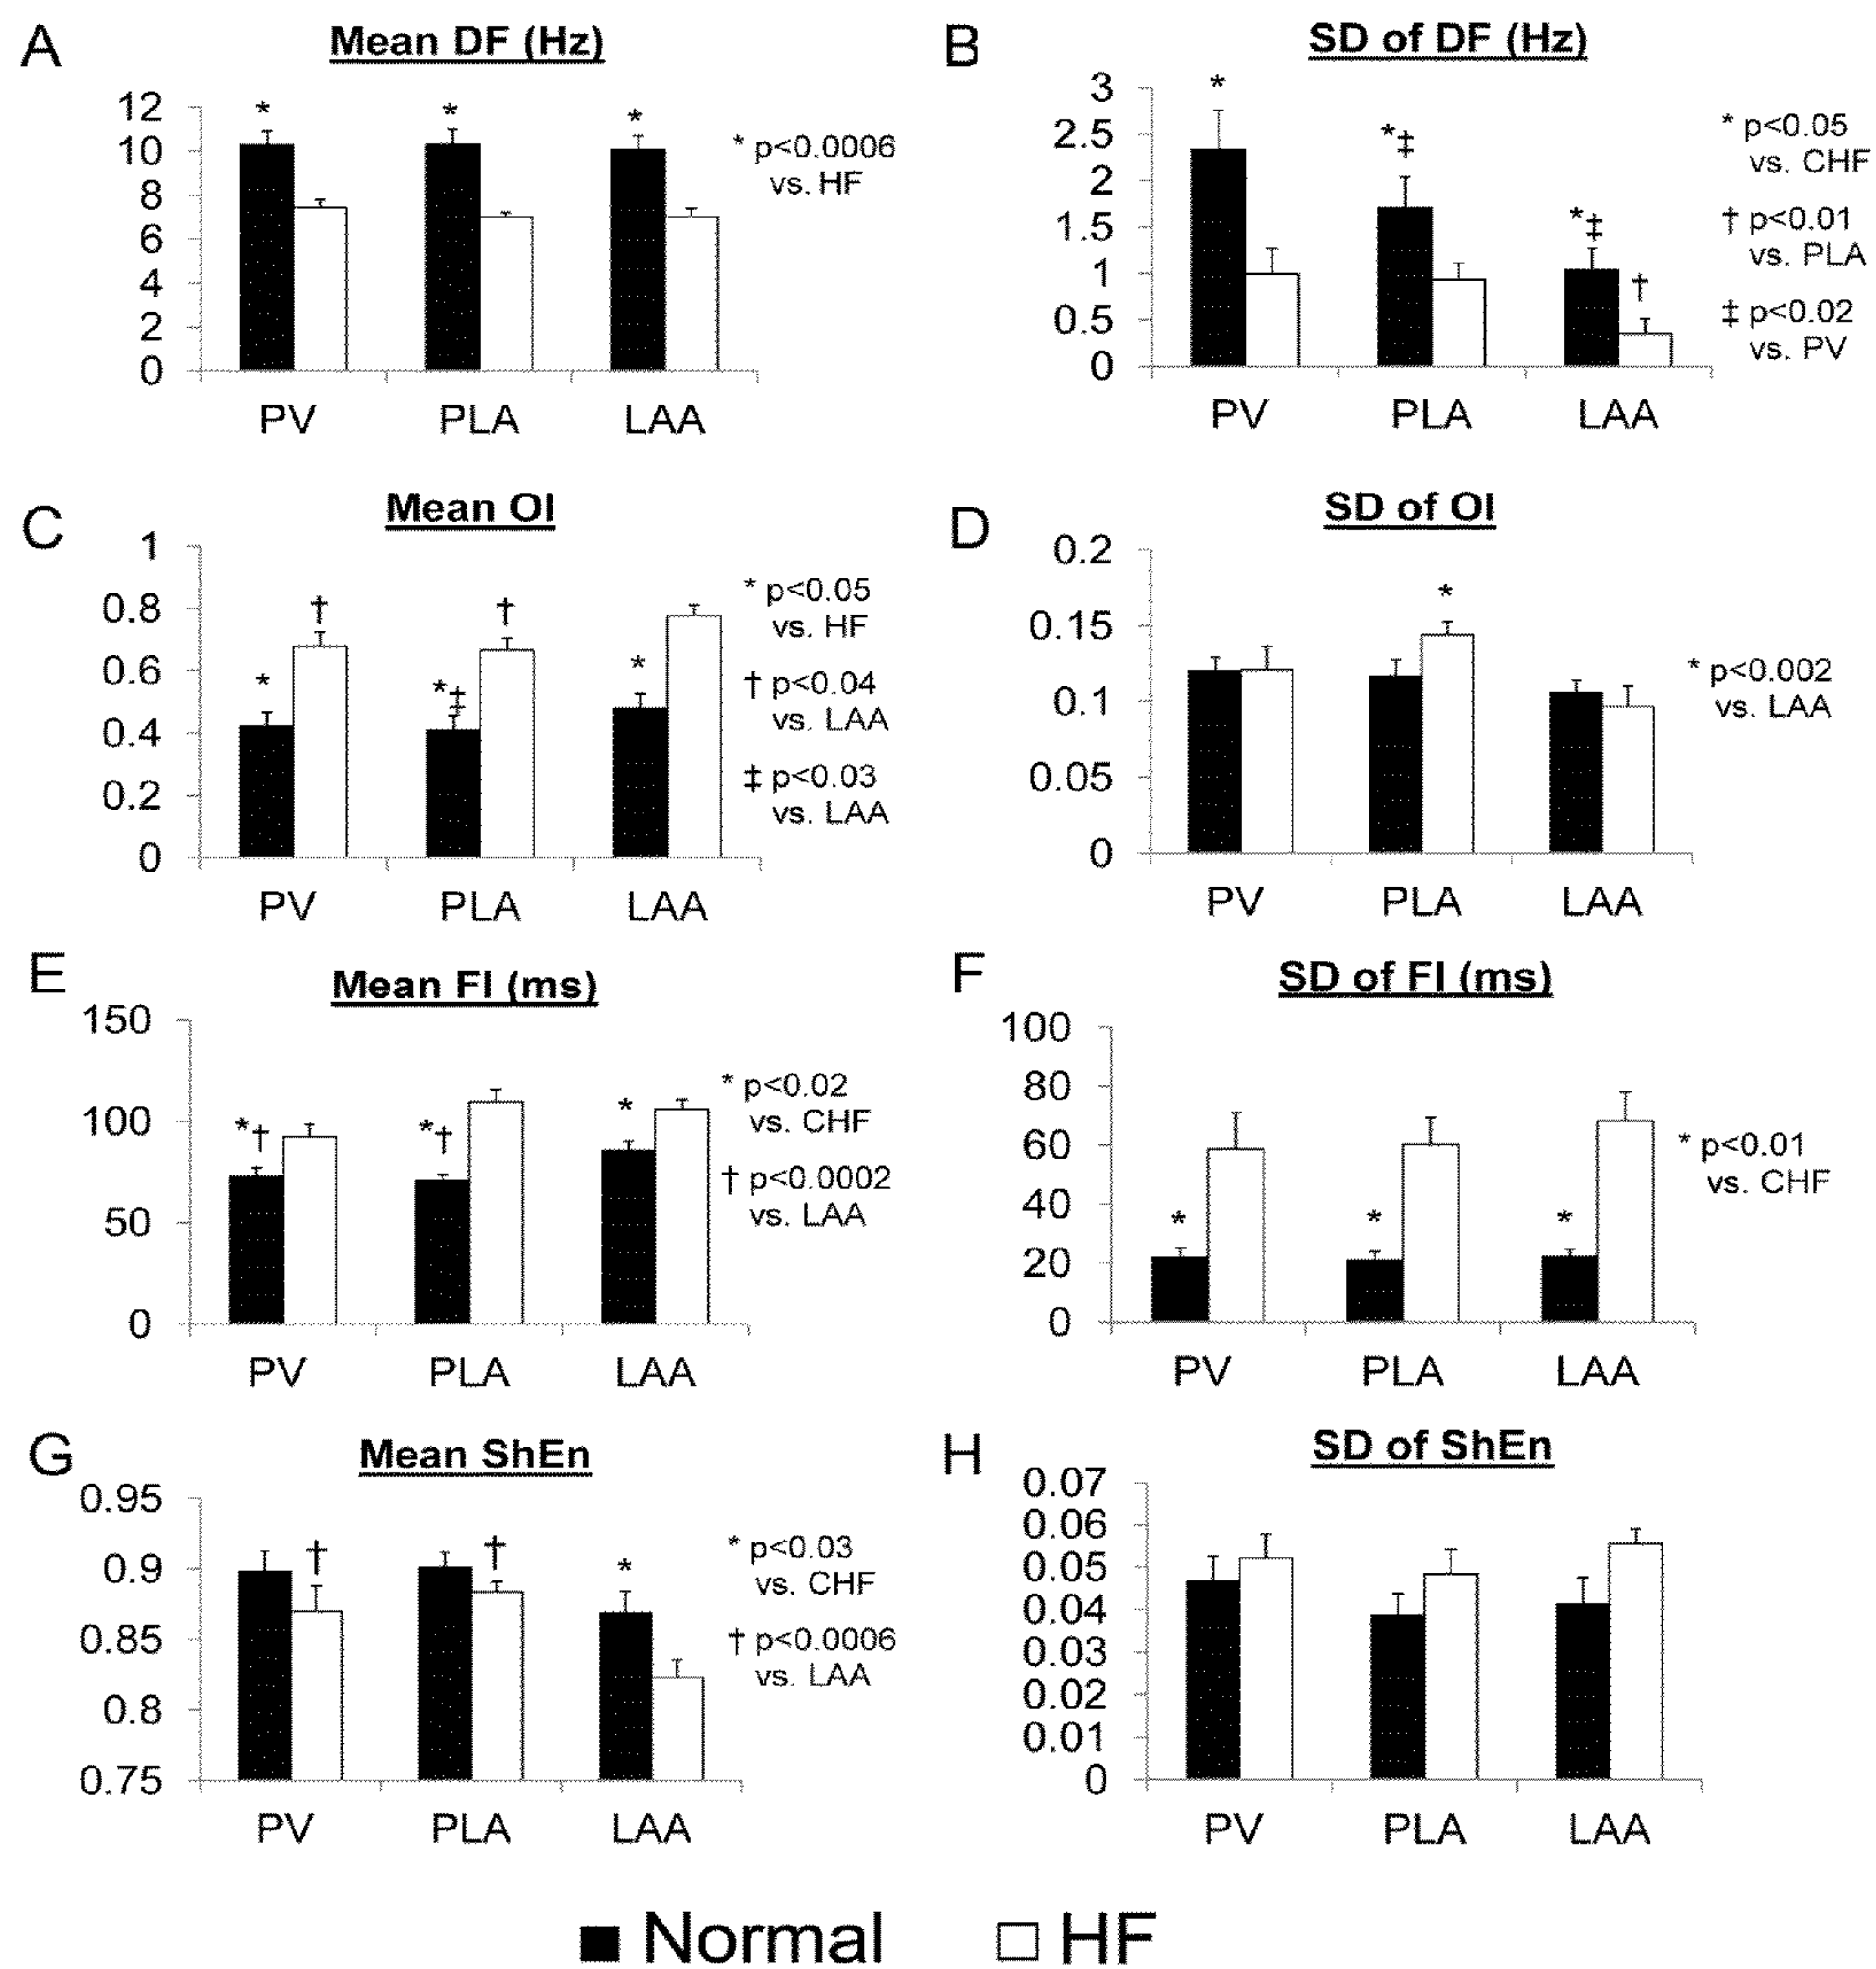 A
Mean DF (Hz)
12
10
8
6
4
2
0
*
*
*
* p<0.0006
vs. HF
PV
PLA
LAA
B
SD of DF (Hz)
3
2.5
2
1.5
1
0.5
0
*
*‡
*‡
†
* p<0.05
vs. CHF
† p<0.01
vs. PLA
‡ p<0.02
vs. PV
PV
PLA
LAA
C
Mean OI
1
0.8
0.6
0.4
0.2
0
*
†
*‡
†
*
* p<0.05
vs. HF
† p<0.04
vs. LAA
‡ p<0.03
vs. LAA
PV
PLA
LAA
D
SD of OI
0.2
0.15
0.1
0.05
0
*
* p<0.002
vs. LAA
PV
PLA
LAA
E
Mean FI (ms)
150
100
50
0
*†
*†
*
* p<0.02
vs. CHF
† p<0.0002
vs. LAA
PV
PLA
LAA
F
SD of FI (ms)
100
80
60
40
20
0
*
*
*
* p<0.01
vs. CHF
PV
PLA
LAA
G
Mean ShEn
0.95
0.9
0.85
0.8
0.75
†
†
*
* p<0.03
vs. CHF
† p<0.0006
vs. LAA
PV
PLA
LAA
H
SD of ShEn
0.07
0.06
0.05
0.04
0.03
0.02
0.01
0
PV
PLA
LAA
Normal
HF